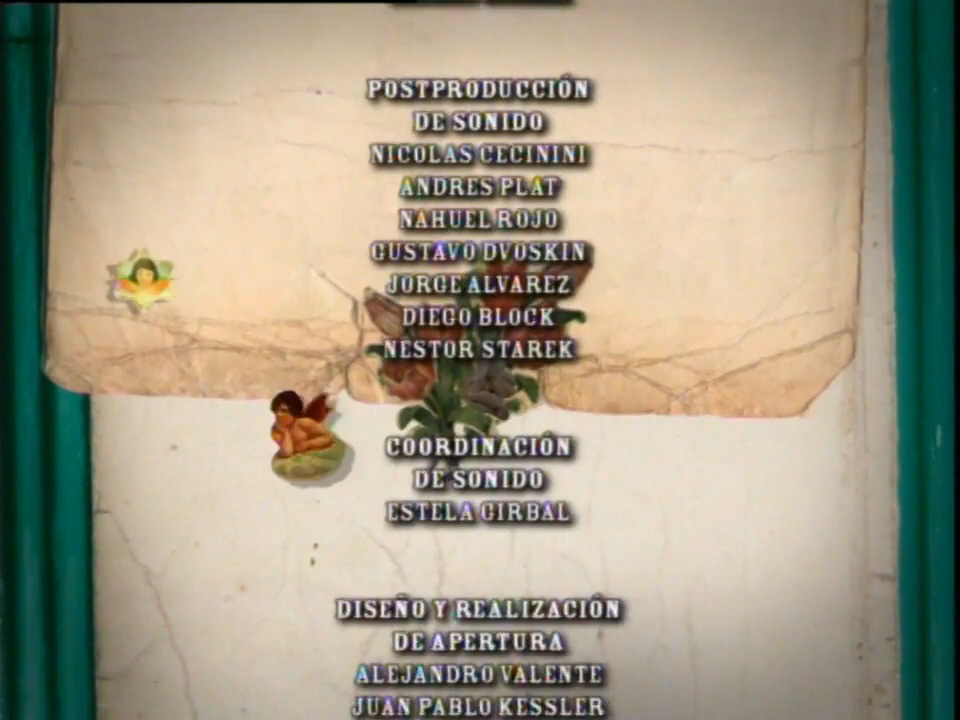 POSTPRODUCCIÓN
DE SONIDO
NICOLAS CECININI
ANDRES PLAT
NAHUEL ROJO
GUSTAVO DVOSKIN
JORGE ALVAREZ
DIEGO BLOCK
NESTOR STAREK
COORDINACIÓN
DE SONIDO
ESTELA GIRBAL
DISEÑO Y REALIZACIÓN
DE APERTURA
ALEJANDRO VALENTE
JUAN PABLO KESSLER